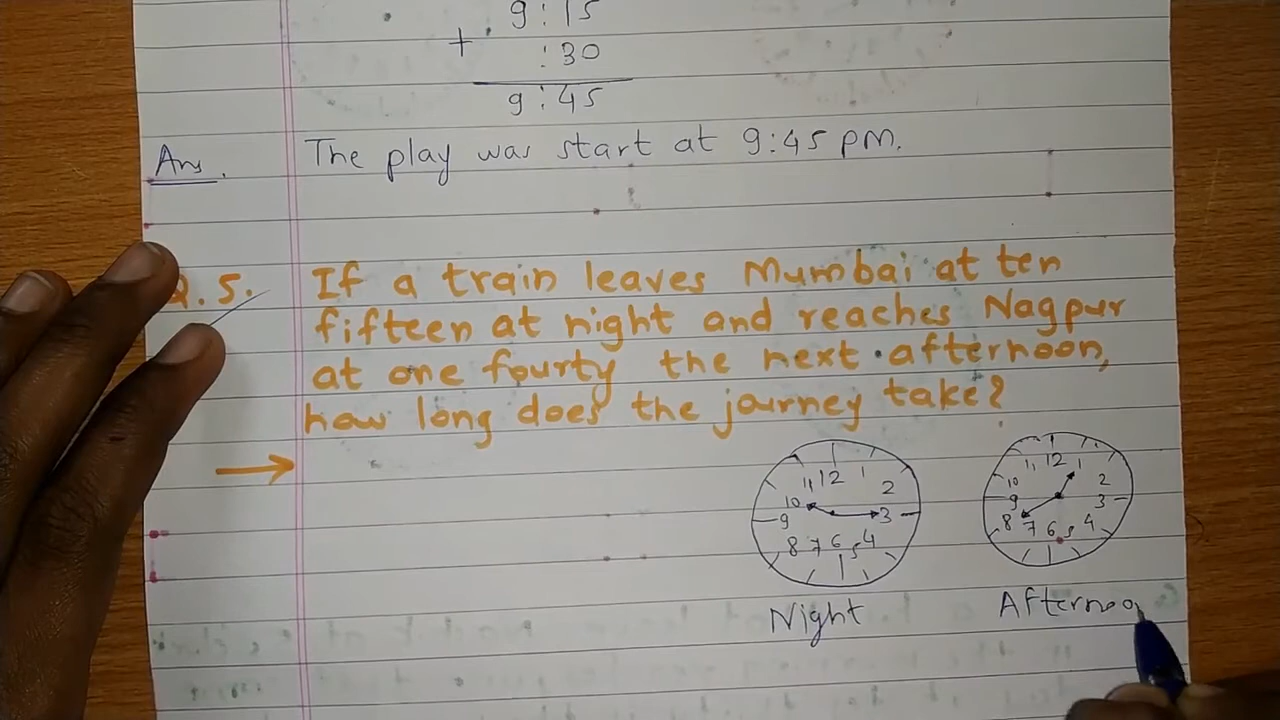 9:15
+ :30
9:45
Ans. The play was start at 9:45 pm.
Q.5. If a train leaves Mumbai at ten
fifteen at night and reaches Nagpur
at one fourty the next afternoon,
how long does the journey take?
11 12 1
10 2
9 3
8 7 6 5 4
11 12 1
10 2
9 3
8 7 6 5 4
Night
Afternoo